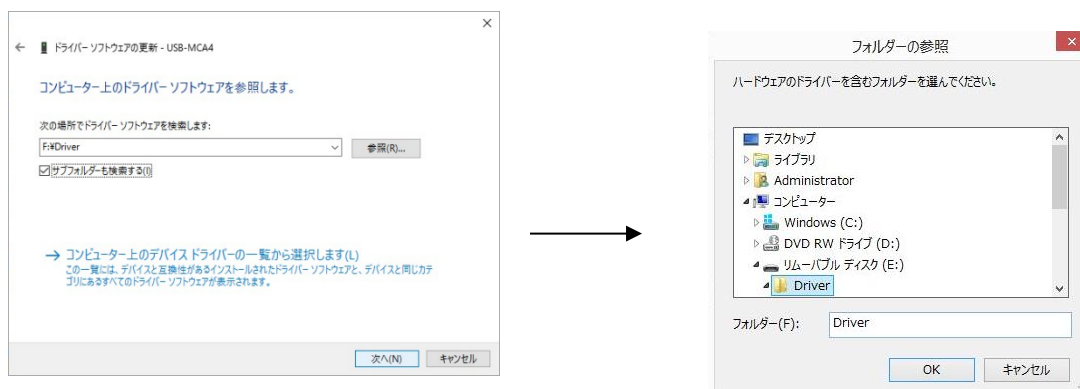 ドライバー ソフトウェアの更新 - USB-MCA4
コンピューター上のドライバー ソフトウェアを参照します。
次の場所でドライバー ソフトウェアを検索します:
F:¥Driver
参照(R)...
サブフォルダーも検索する(I)
コンピューター上のデバイス ドライバーの一覧から選択します(L)
この一覧には、デバイスと互換性があるインストールされたドライバー ソフトウェアと、デバイスと同じカテ
ゴリにあるすべてのドライバー ソフトウェアが表示されます。
次へ(N)
キャンセル
フォルダーの参照
ハードウェアのドライバーを含むフォルダーを選んでください。
デスクトップ
ライブラリ
Administrator
コンピューター
Windows (C:)
DVD RW ドライブ (D:)
リムーバブル ディスク (E:)
Driver
フォルダー(F):
Driver
OK
キャンセル